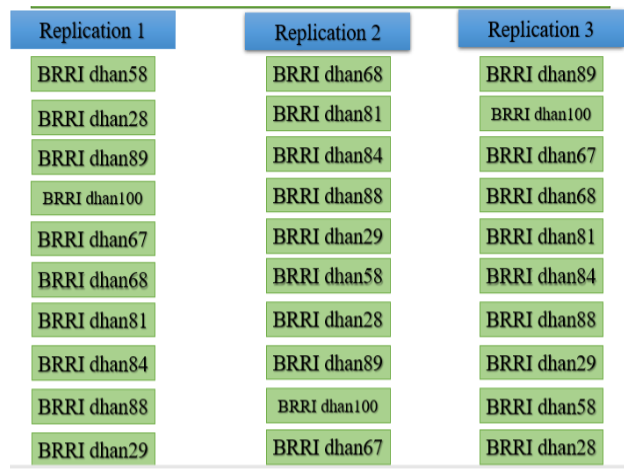 Replication 1
BRRI dhan58
BRRI dhan28
BRRI dhan89
BRRI dhan100
BRRI dhan67
BRRI dhan68
BRRI dhan81
BRRI dhan84
BRRI dhan88
BRRI dhan29
Replication 2
BRRI dhan68
BRRI dhan81
BRRI dhan84
BRRI dhan88
BRRI dhan29
BRRI dhan58
BRRI dhan28
BRRI dhan89
BRRI dhan100
BRRI dhan67
Replication 3
BRRI dhan89
BRRI dhan100
BRRI dhan67
BRRI dhan68
BRRI dhan81
BRRI dhan84
BRRI dhan88
BRRI dhan29
BRRI dhan58
BRRI dhan28